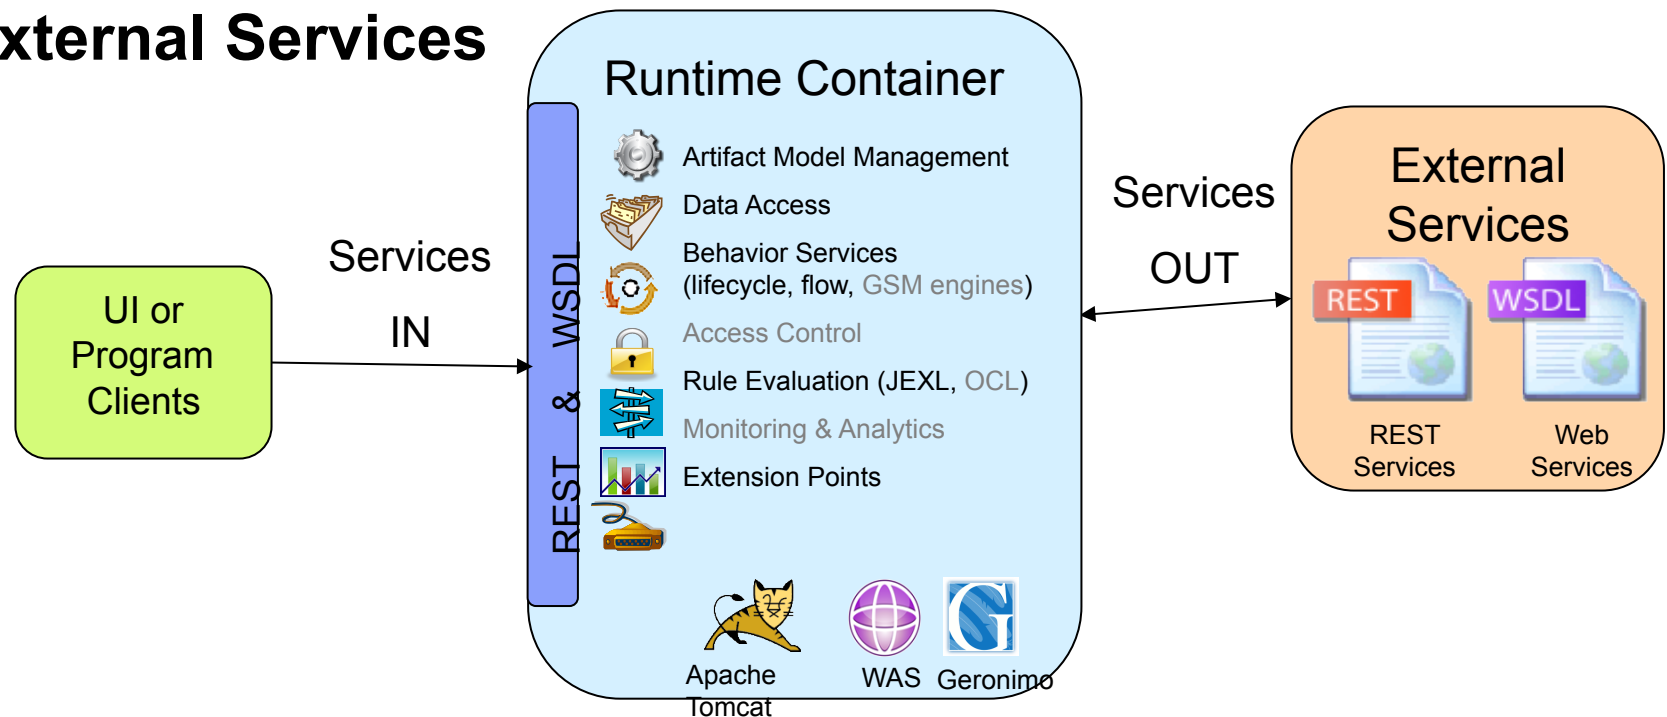 xternal Services
Runtime Container
Artifact Model Management
Data Access
Behavior Services
(lifecycle, flow, GSM engines)
Access Control
Rule Evaluation (JEXL, OCL)
Monitoring & Analytics
Extension Points
REST & WSDL
Services
IN
UI or
Program
Clients
Services
OUT
External
Services
REST
WSDL
REST
Services
Web
Services
G
Apache
Tomcat
WAS
Geronimo